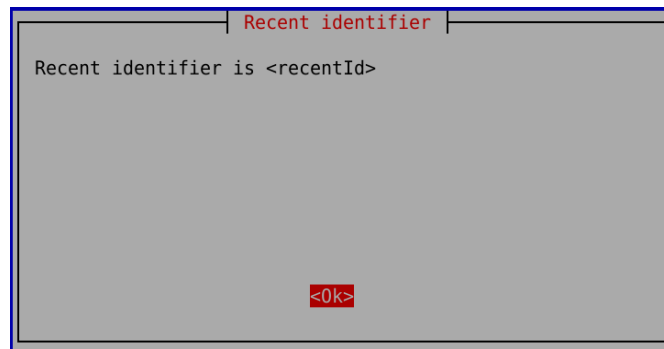 Recent identifier
Recent identifier is <recentId>
<Ok>